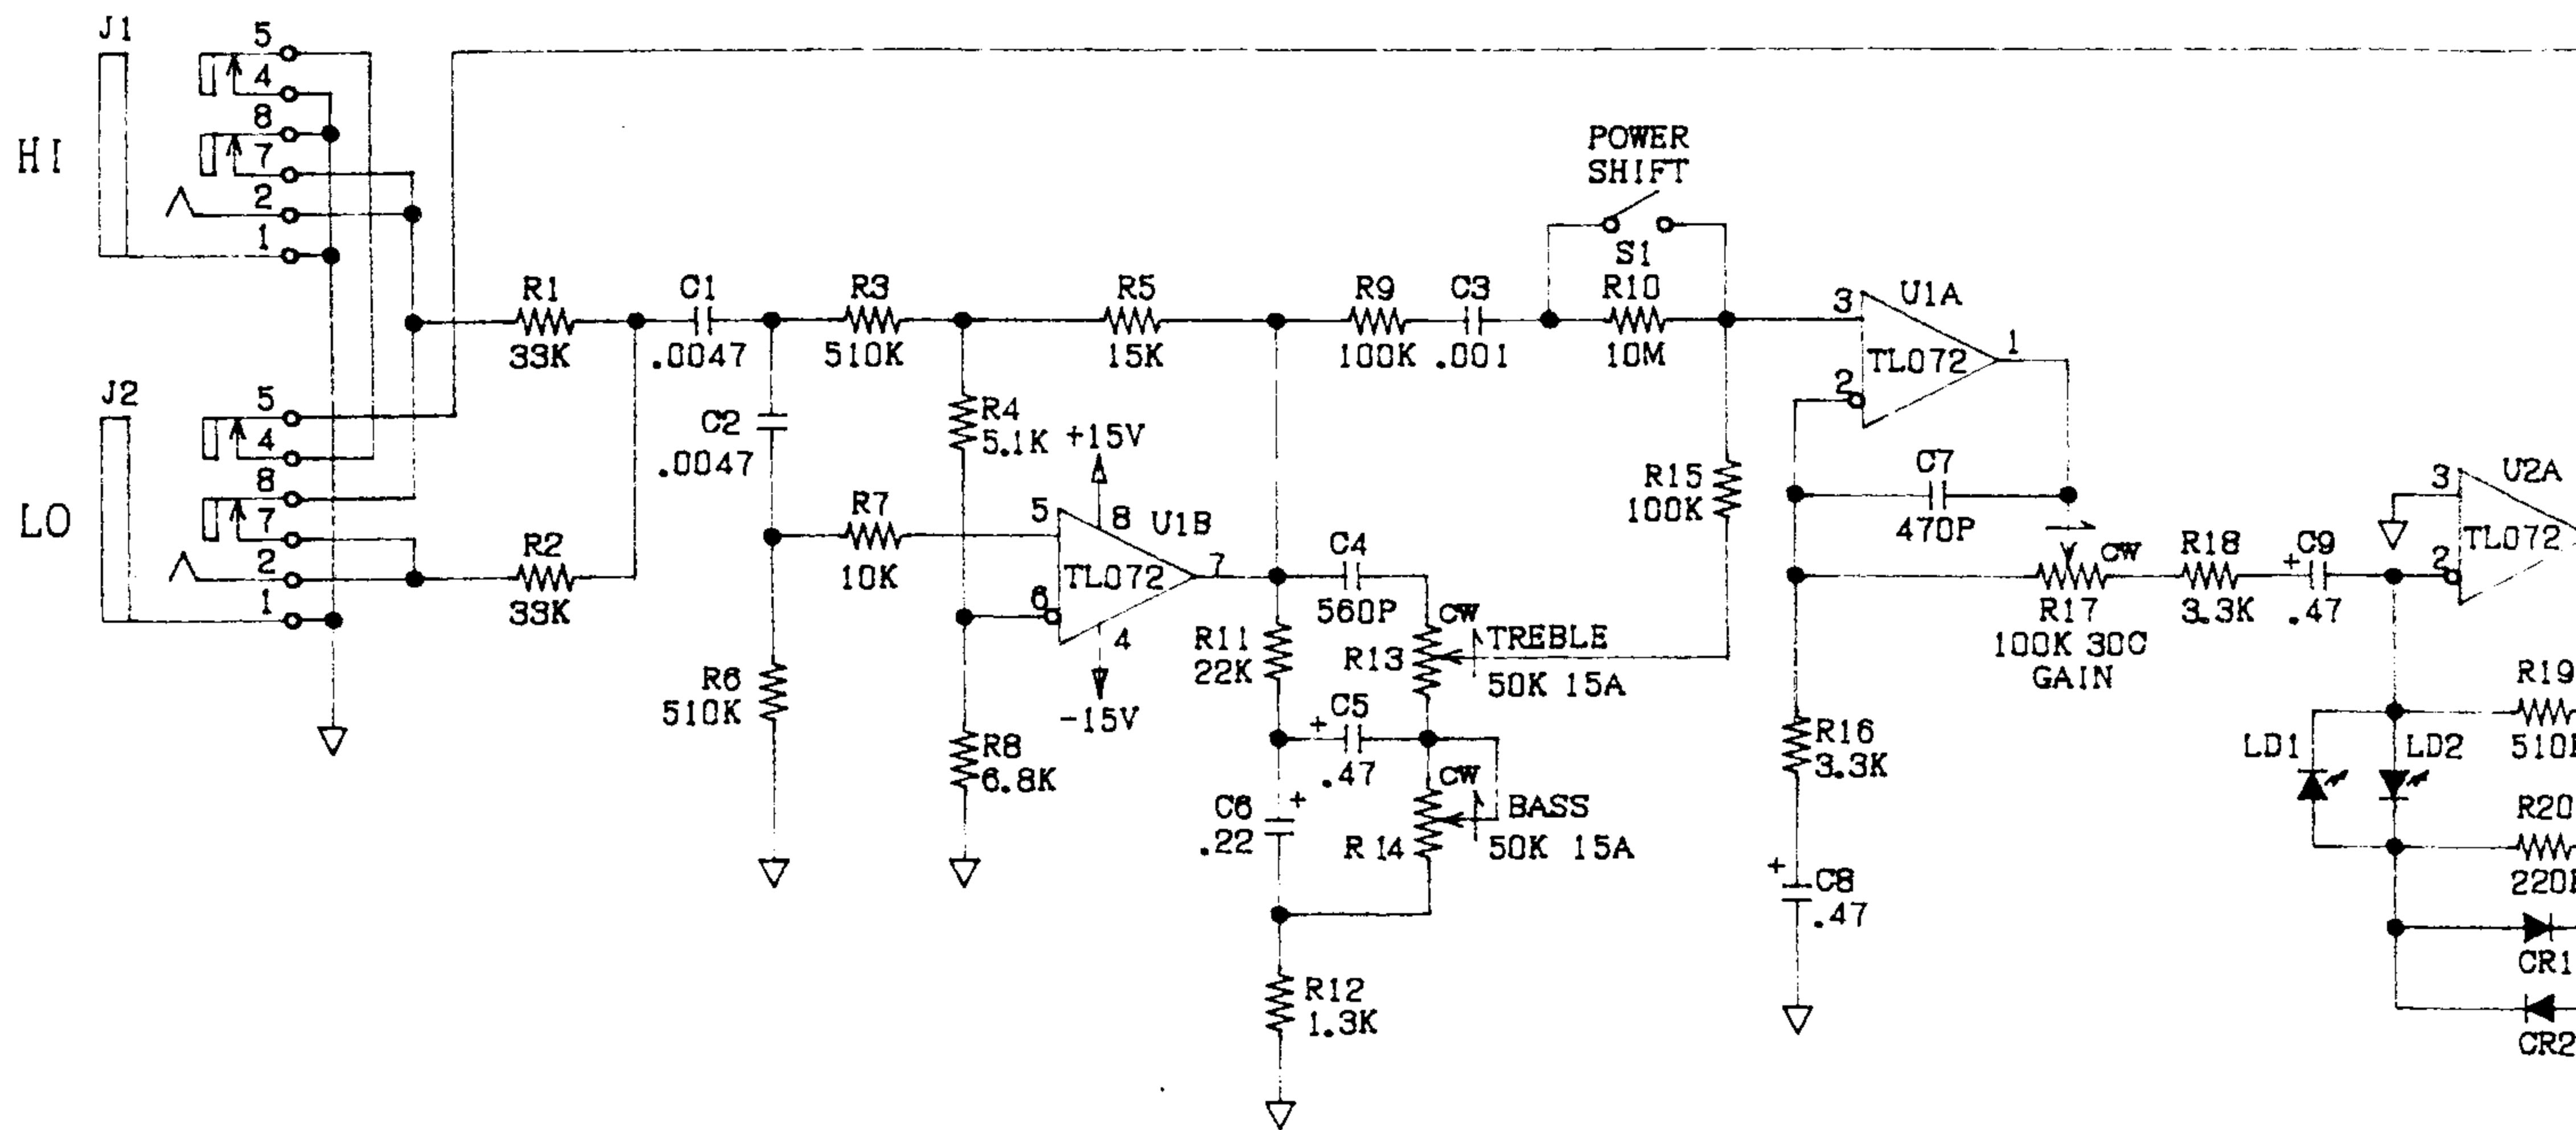 J1
5
4
8
7
2
1
HI
J2
5
4
8
7
2
1
LO
R1
33K
R2
33K
C1
.0047
C2
.0047
R3
510K
R4
5.1K
R5
15K
R6
510K
R7
10K
R8
6.8K
+15V
5
8
U1B
6
TL072
7
4
-15V
R9
100K
C3
.001
POWER
SHIFT
S1
R10
10M
C4
560P
R11
22K
CW
R13
TREBLE
50K 15A
C5
+
.47
C6
+
.22
CW
R14
BASS
50K 15A
R12
1.3K
R15
100K
3
U1A
TL072
2
1
C7
470P
CW
R17
100K 30C
GAIN
R16
3.3K
+
C8
.47
R18
3.3K
+
C9
.47
3
U2A
TL072
2
LD1
LD2
R19
510K
R20
220K
CR1
CR2